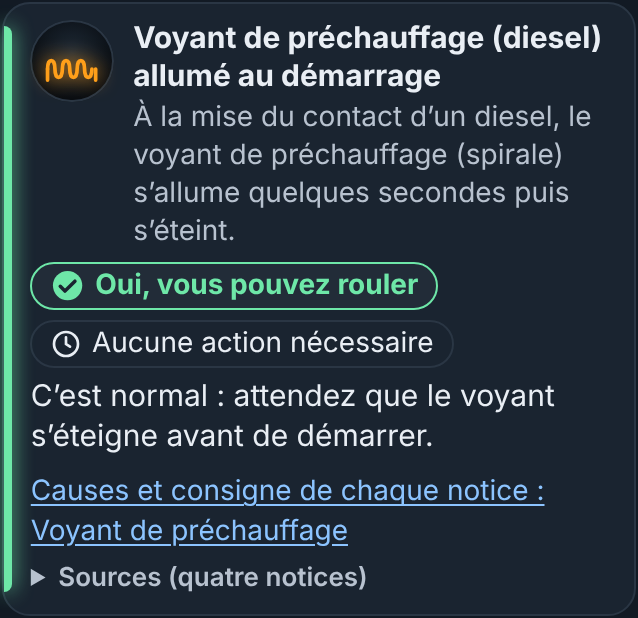 Voyant de préchauffage (diesel)
allumé au démarrage
À la mise du contact d’un diesel, le
voyant de préchauffage (spirale)
s’allume quelques secondes puis
s’éteint.
Oui, vous pouvez rouler
Aucune action nécessaire
C’est normal : attendez que le voyant
s’éteigne avant de démarrer.
Causes et consigne de chaque notice :
Voyant de préchauffage
Sources (quatre notices)